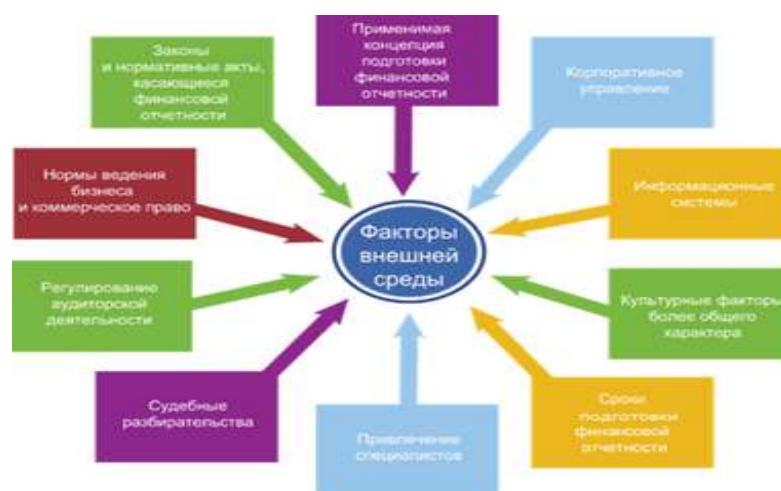 Законы
и нормативные акты,
касающиеся
финансовой
отчетности
Применимая
концепция
подготовки
финансовой
отчетности
Корпоративное
управление
Нормы ведения
бизнеса
и коммерческое право
Информационные
системы
Факторы
внешней
среды
Регулирование
аудиторской
деятельности
Культурные факторы
более общего
характера
Судебные
разбирательства
Привлечение
специалистов
Сроки
подготовки
финансовой
отчетности